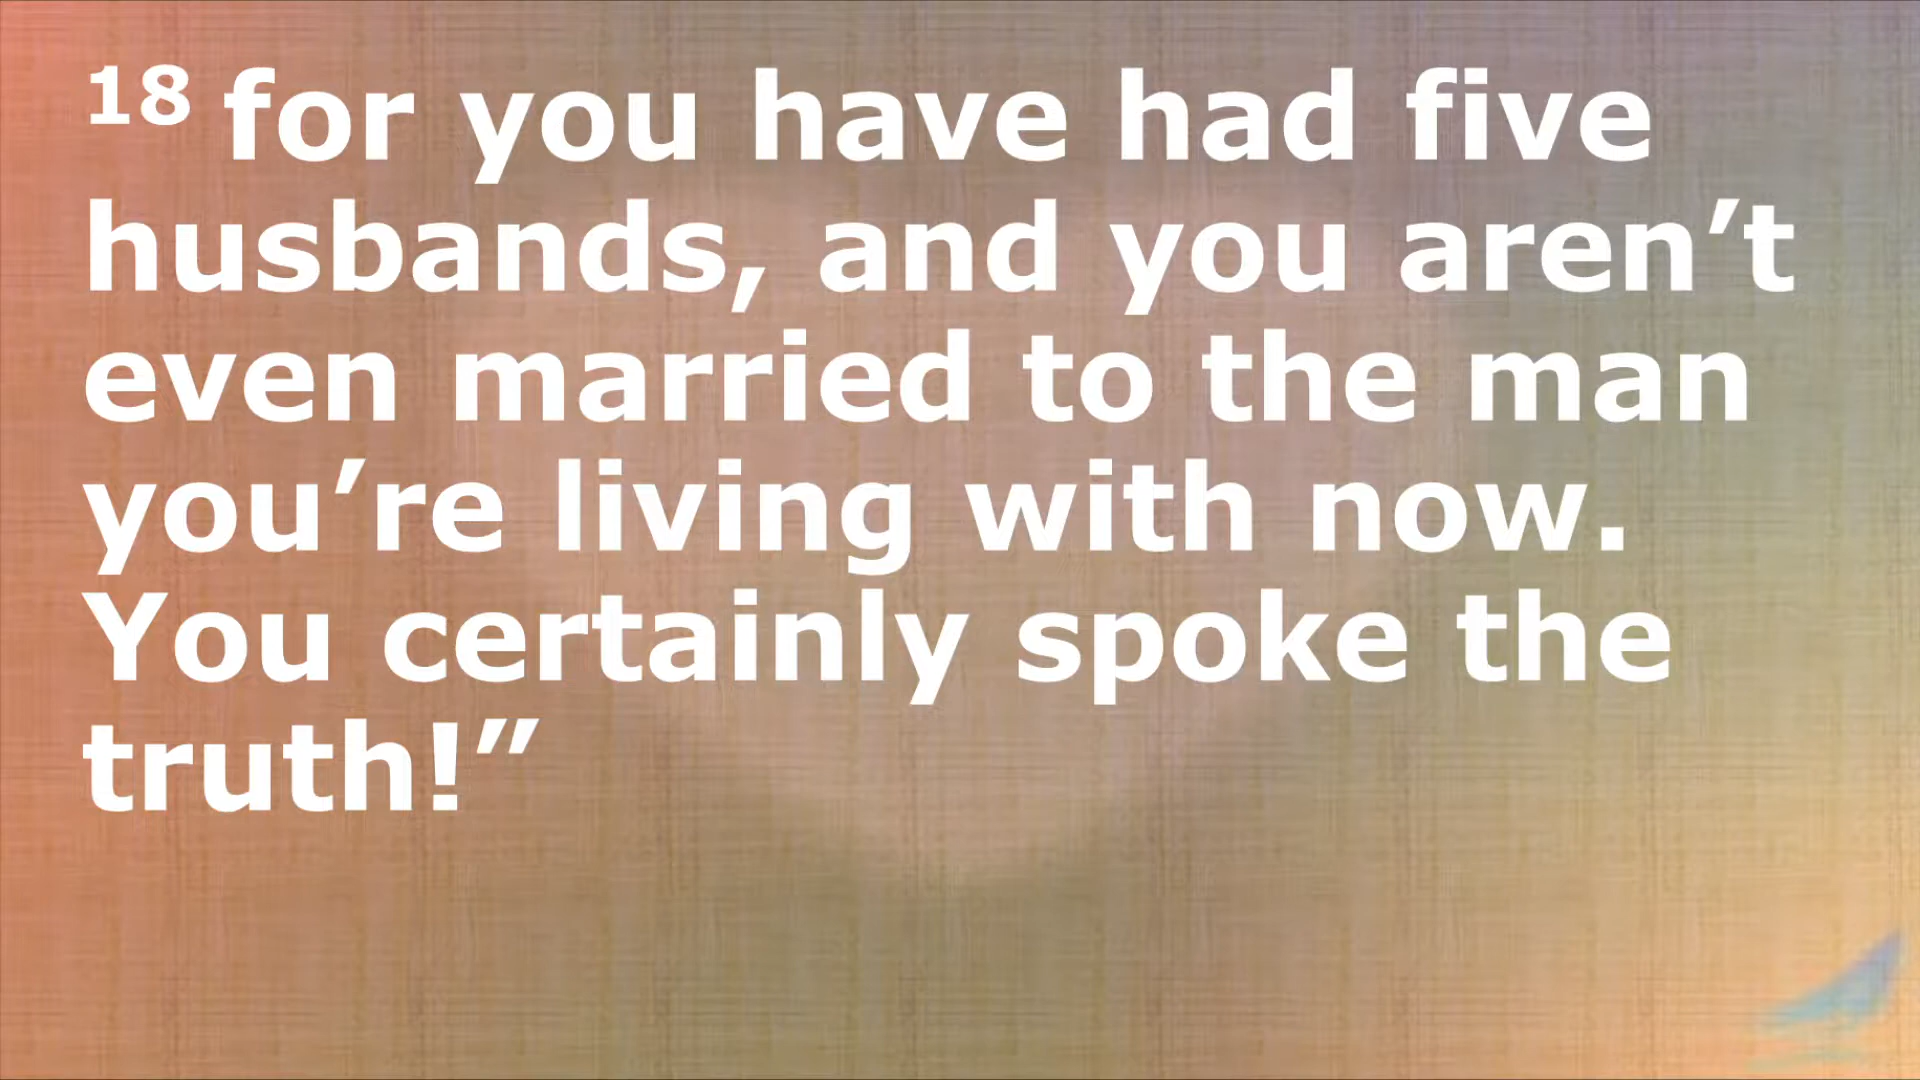 18 for you have had five
husbands, and you aren’t
even married to the man
you’re living with now.
You certainly spoke the
truth!”